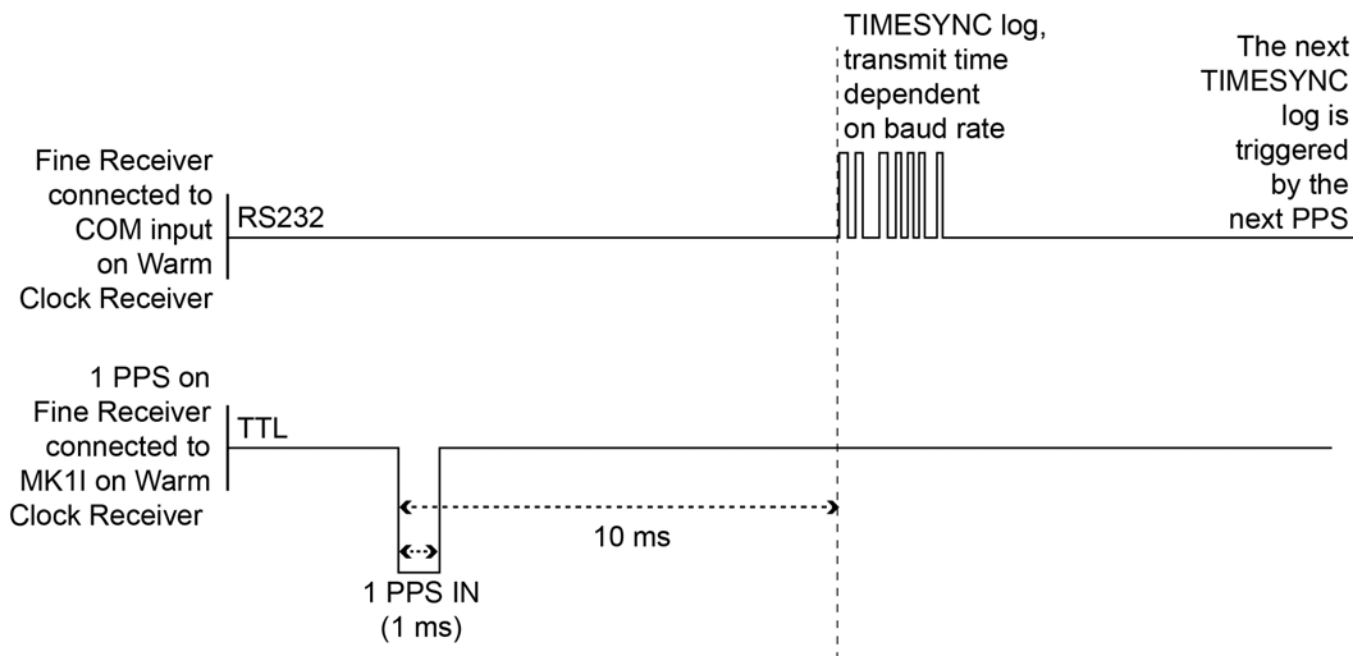 TIMESYNC log,
transmit time
dependent
on baud rate
The next
TIMESYNC
log is
triggered
by the
next PPS
Fine Receiver
connected to
COM input
on Warm
Clock Receiver
RS232
1 PPS on
Fine Receiver
connected to
MK1I on Warm
Clock Receiver
TTL
10 ms
1 PPS IN
(1 ms)